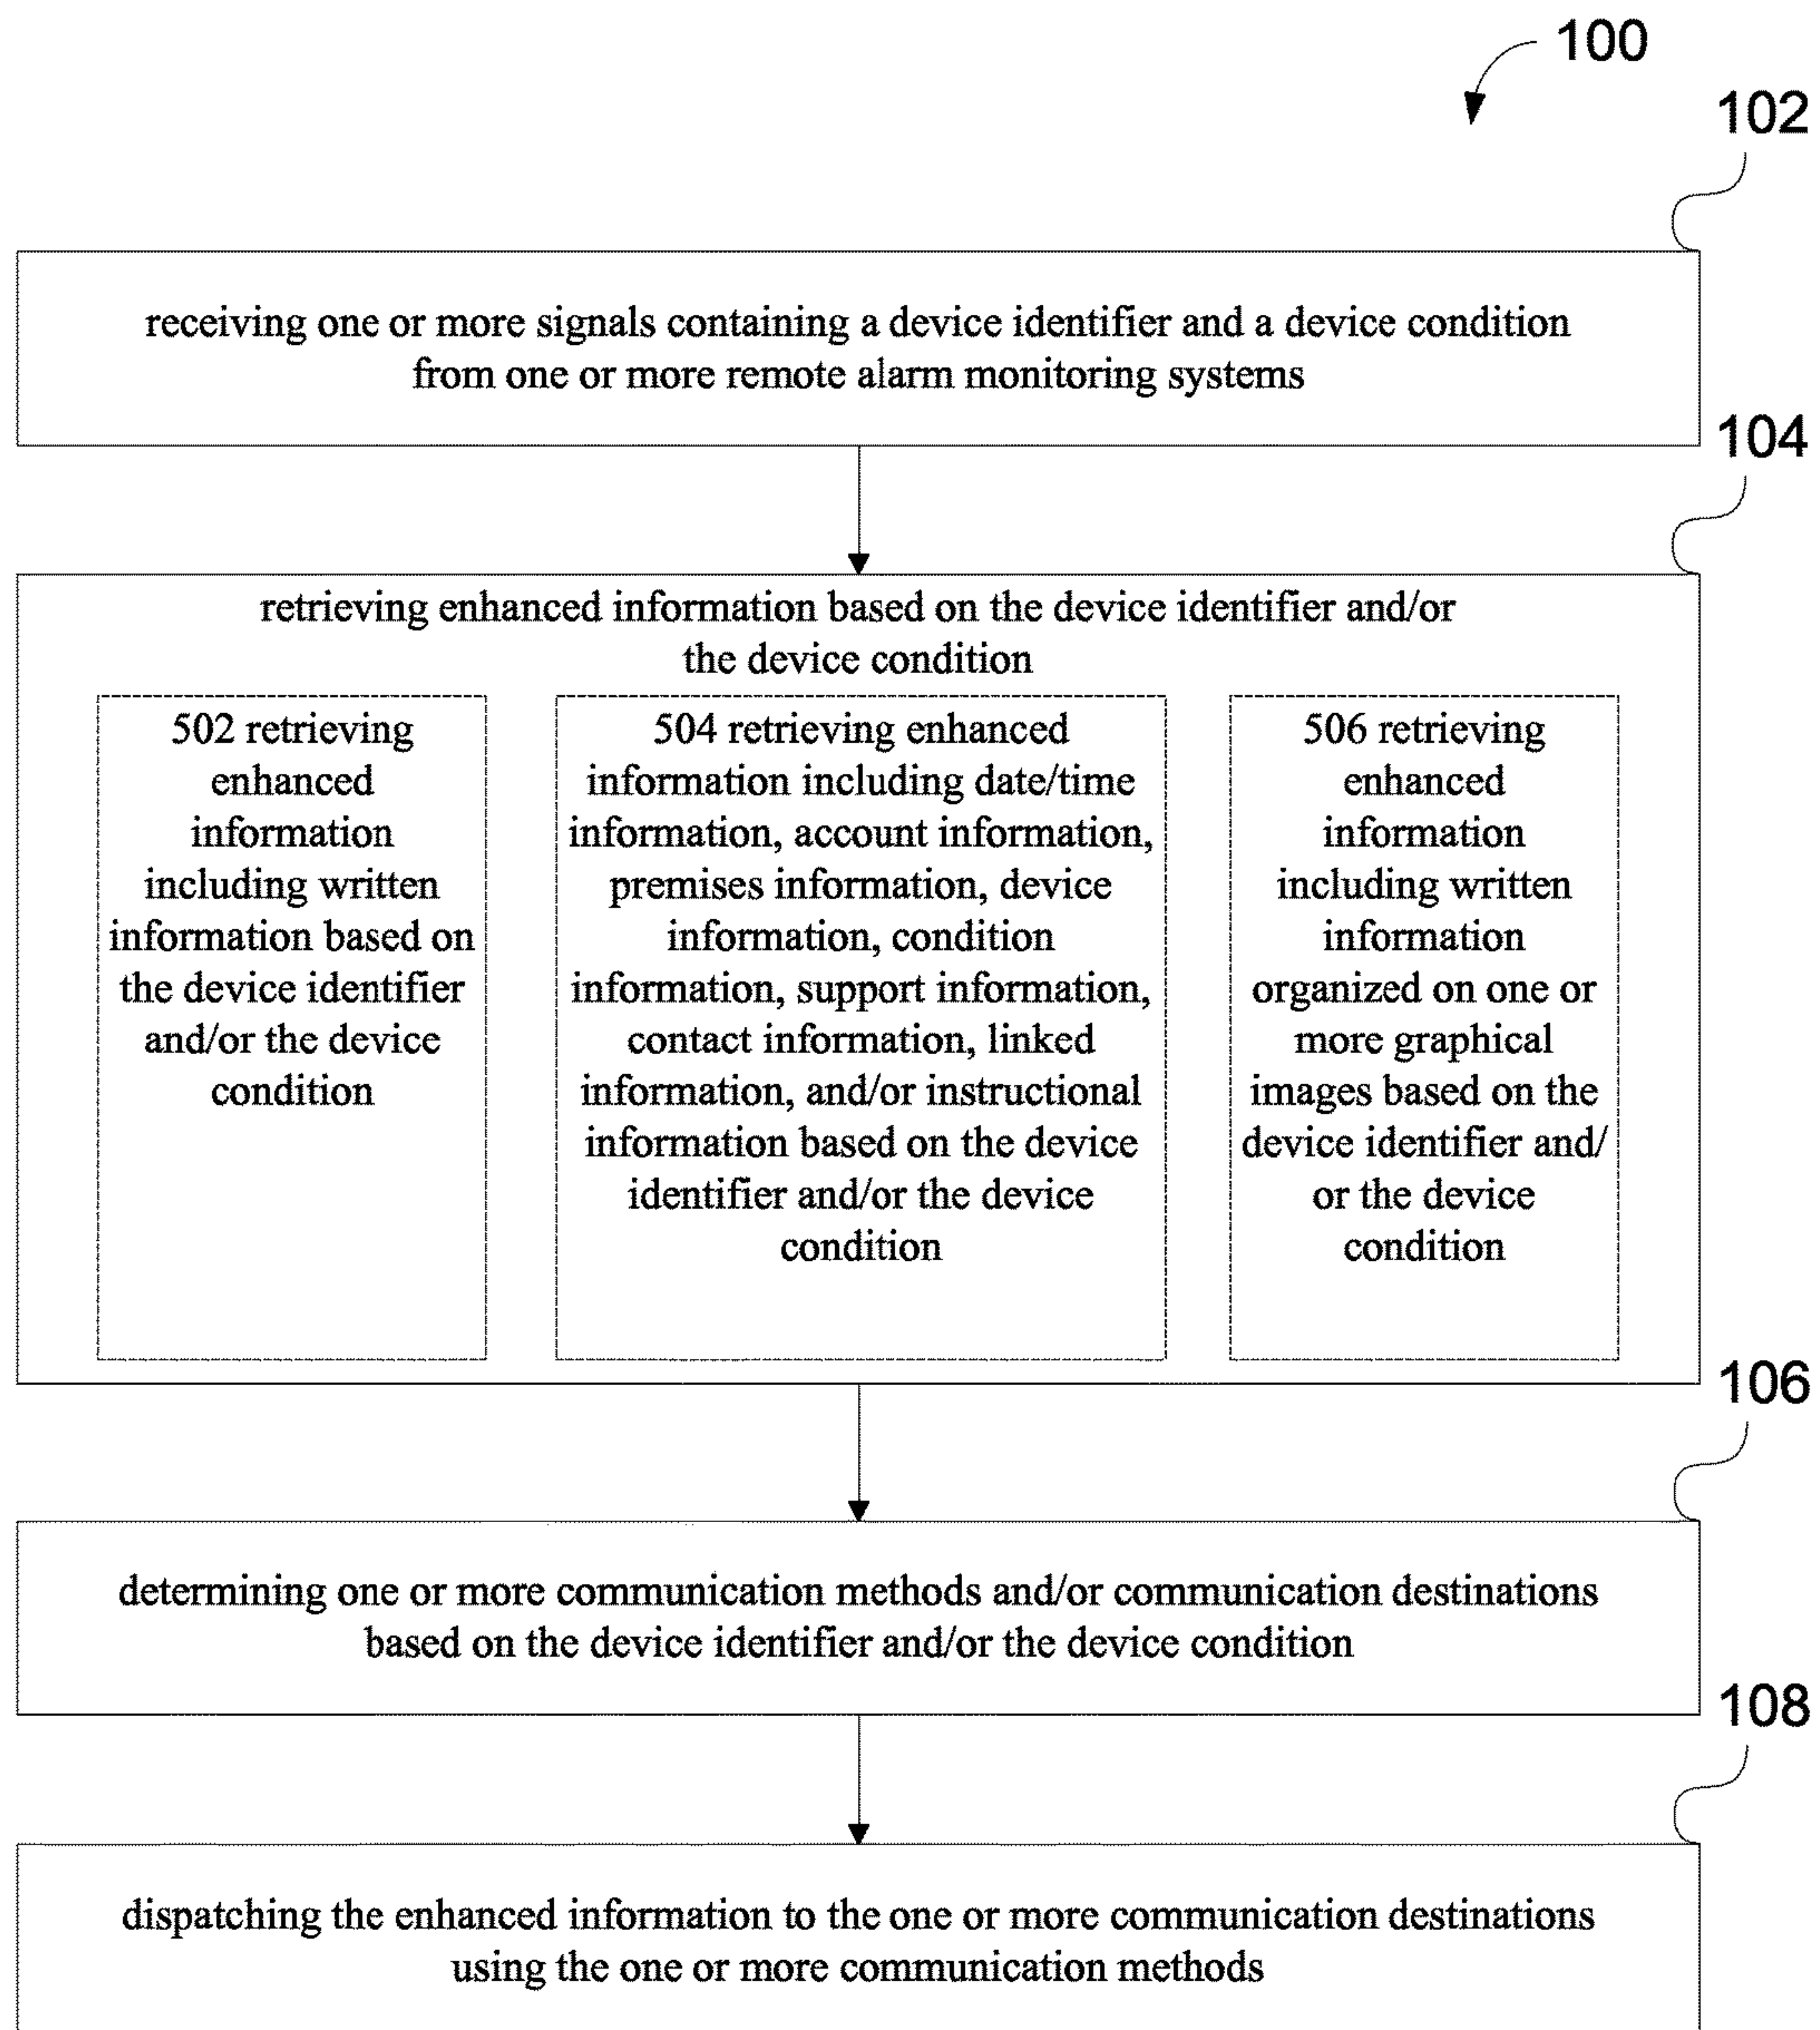 100
102
receiving one or more signals containing a device identifier and a device condition
from one or more remote alarm monitoring systems
104
retrieving enhanced information based on the device identifier and/or
the device condition
502 retrieving
enhanced
information
including written
information based on
the device identifier
and/or the device
condition
504 retrieving enhanced
information including date/time
information, account information,
premises information, device
information, condition
information, support information,
contact information, linked
information, and/or instructional
information based on the device
identifier and/or the device
condition
506 retrieving
enhanced
information
including written
information
organized on one or
more graphical
images based on the
device identifier and/
or the device
condition
106
determining one or more communication methods and/or communication destinations
based on the device identifier and/or the device condition
108
dispatching the enhanced information to the one or more communication destinations
using the one or more communication methods